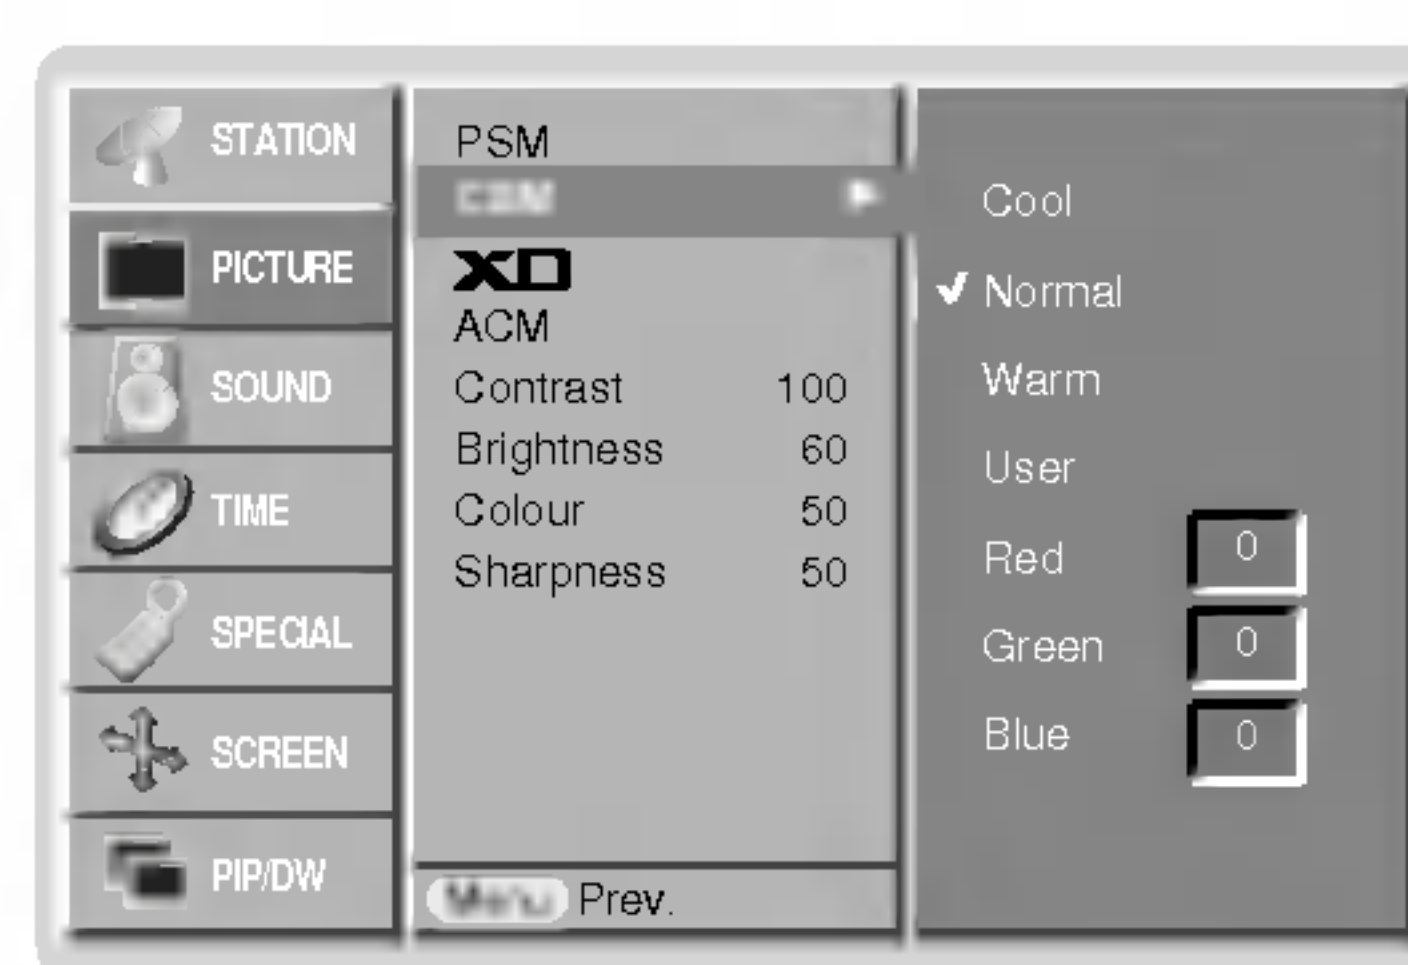 STATION
PICTURE
SOUND
TIME
SPECIAL
SCREEN
PIP/DW
PSM
XD
ACM
Contrast 100
Brightness 60
Colour 50
Sharpness 50
Prev.
Cool
✔ Normal
Warm
User
Red 0
Green 0
Blue 0